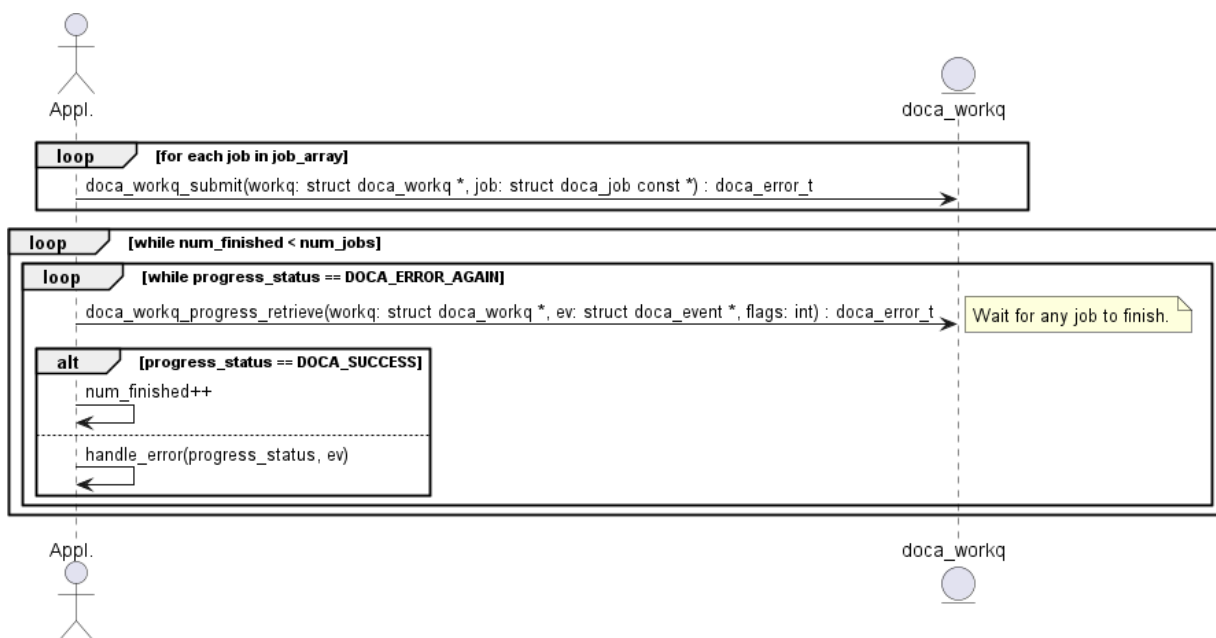 Appl.
doca_workq
loop [for each job in job_array]
doca_workq_submit(workq: struct doca_workq *, job: struct doca_job const *) : doca_error_t
loop [while num_finished < num_jobs]
loop [while progress_status == DOCA_ERROR_AGAIN]
doca_workq_progress_retrieve(workq: struct doca_workq *, ev: struct doca_event *, flags: int) : doca_error_t
Wait for any job to finish.
alt [progress_status == DOCA_SUCCESS]
num_finished++
handle_error(progress_status, ev)
Appl.
doca_workq